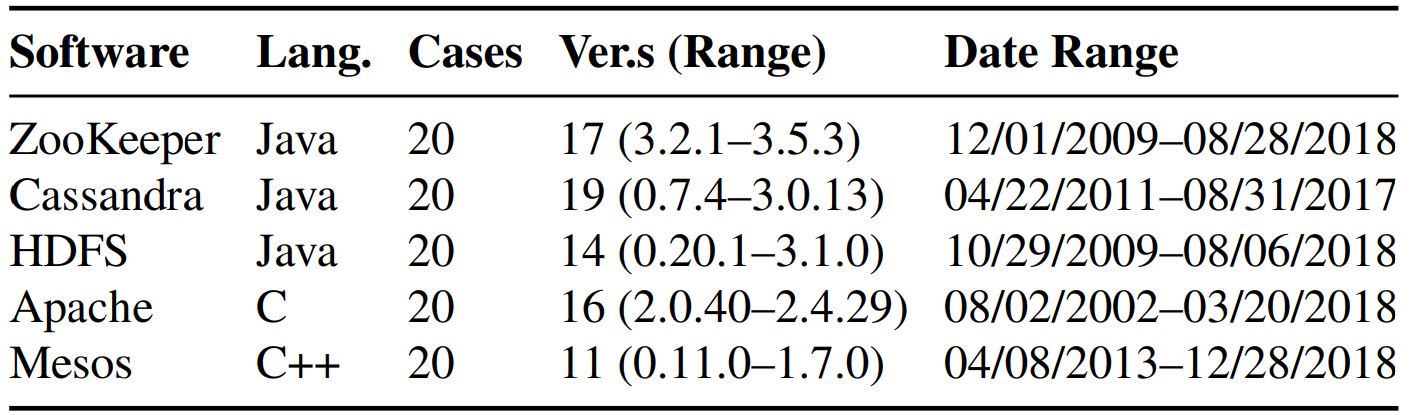 Software Lang. Cases Ver.s (Range) Date Range
ZooKeeper Java 20 17 (3.2.1–3.5.3) 12/01/2009–08/28/2018
Cassandra Java 20 19 (0.7.4–3.0.13) 04/22/2011–08/31/2017
HDFS Java 20 14 (0.20.1–3.1.0) 10/29/2009–08/06/2018
Apache C 20 16 (2.0.40–2.4.29) 08/02/2002–03/20/2018
Mesos C++ 20 11 (0.11.0–1.7.0) 04/08/2013–12/28/2018